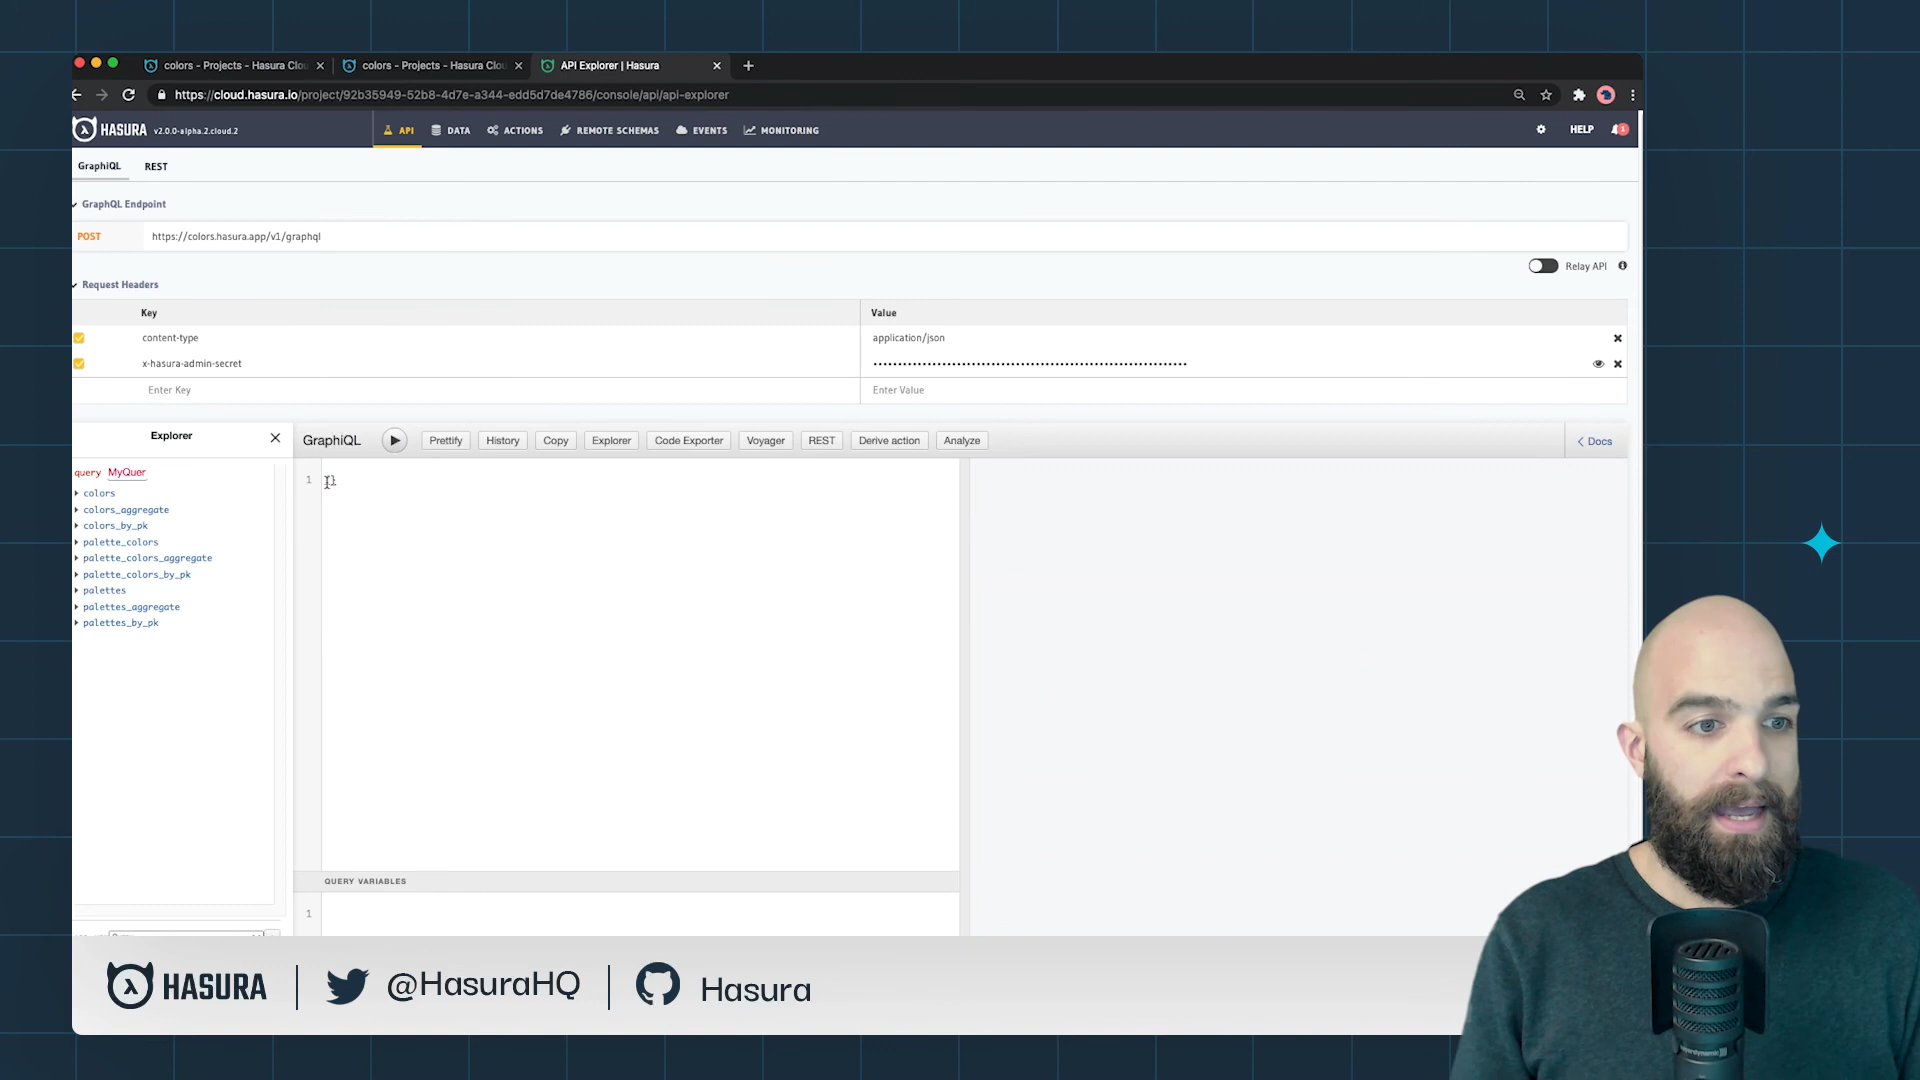 colors - Projects - Hasura Clou
colors - Projects - Hasura Clou
API Explorer | Hasura
https://cloud.hasura.io/project/92b35949-52b8-4d7e-a344-edd5d7de4786/console/api/api-explorer
HASURA v2.0.0-alpha.2.cloud.2
API DATA ACTIONS REMOTE SCHEMAS EVENTS MONITORING
HELP 1
GraphiQL REST
GraphQL Endpoint
POST https://colors.hasura.app/v1/graphql
Relay API
Request Headers
Key Value
content-type application/json
x-hasura-admin-secret ••••••••••••••••••••••••••••••••••••••••••••••••••••••••••••••••
Enter Key Enter Value
Explorer
GraphiQL Prettify History Copy Explorer Code Exporter Voyager REST Derive action Analyze
Docs
query MyQuer
colors
colors_aggregate
colors_by_pk
palette_colors
palette_colors_aggregate
palette_colors_by_pk
palettes
palettes_aggregate
palettes_by_pk
1
QUERY VARIABLES
1
HASURA @HasuraHQ Hasura